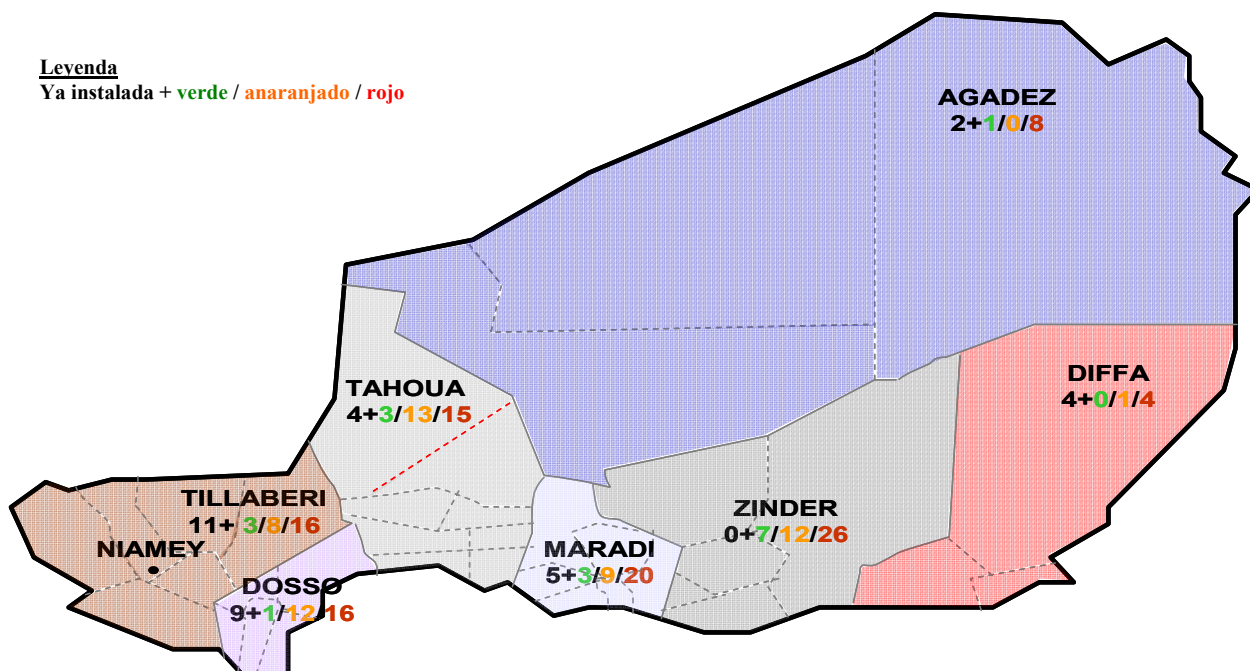 Leyenda
Ya instalada + verde / anaranjado / rojo
AGADEZ
2+1/0/8
DIFFA
4+0/1/4
TAHOUA
4+3/13/15
TILLABERI
11+ 3/8/16
ZINDER
0+7/12/26
NIAMEY
MARADI
5+3/9/20
DOSSO
9+1/12/16